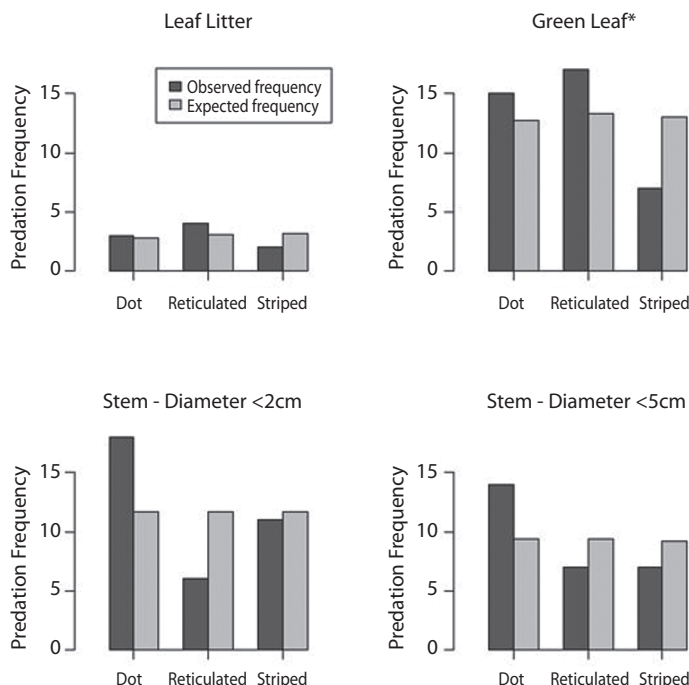 Leaf Litter
Predation Frequency
15
10
5
0
Observed frequency
Expected frequency
Dot Reticulated Striped
Green Leaf*
Predation Frequency
15
10
5
0
Dot Reticulated Striped
Stem - Diameter <2cm
Predation Frequency
15
10
5
0
Dot Reticulated Striped
Stem - Diameter <5cm
Predation Frequency
15
10
5
0
Dot Reticulated Striped